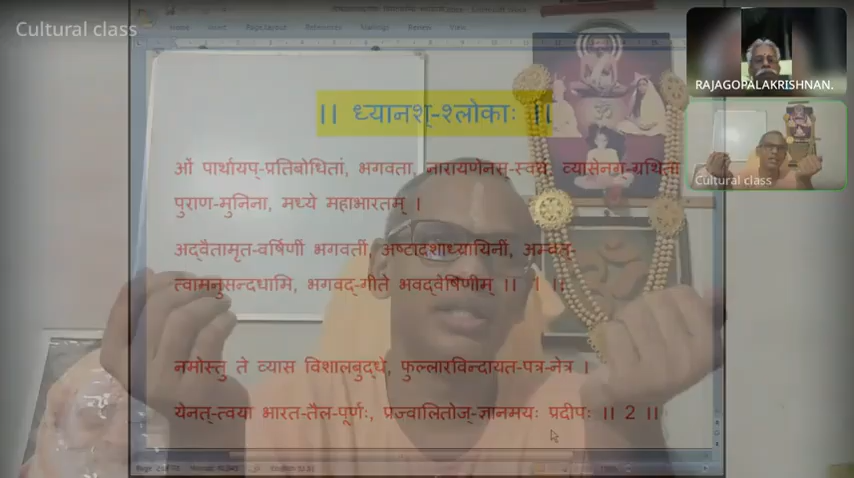 Cultural class
RAJAGOPALAKRISHNAN.
Cultural class
।। ध्यानश्-श्लोकाः ।।
ओं पार्थायप्-प्रतिबोधितां, भगवता, नारायणेनस्-स्वयं व्यासेनग्-ग्रथितां
पुराण-मुनिना, मध्ये महाभारतम् ।
अद्वैतामृत-वर्षिणीं भगवतीं, अष्टादशाध्यायिनीं, अम्बत्-
त्वामनुसन्दधामि, भगवद्-गीते भवद्वेषिणीम् ।। 1 ।।
नमोस्तु ते व्यास विशालबुद्धे, फुल्लारविन्दायत-पत्र-नेत्र ।
येनत्-त्वया भारत-तैल-पूर्णः, प्रज्वालितोज्-ज्ञानमयः प्रदीपः ।। 2 ।।